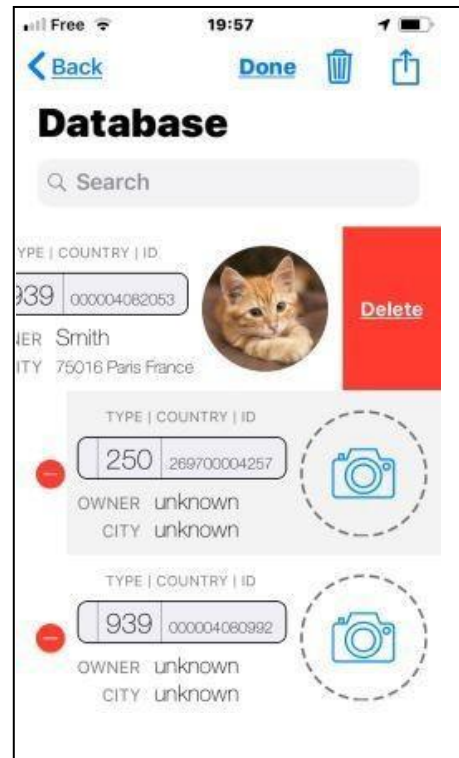 Free 19:57
Back Done
Database
Search
YPE | COUNTRY | ID
939 000004082053
NER Smith
ITY 75016 Paris France
Delete
TYPE | COUNTRY | ID
250 269700004257
OWNER unknown
CITY unknown
TYPE | COUNTRY | ID
939 000004080992
OWNER unknown
CITY unknown